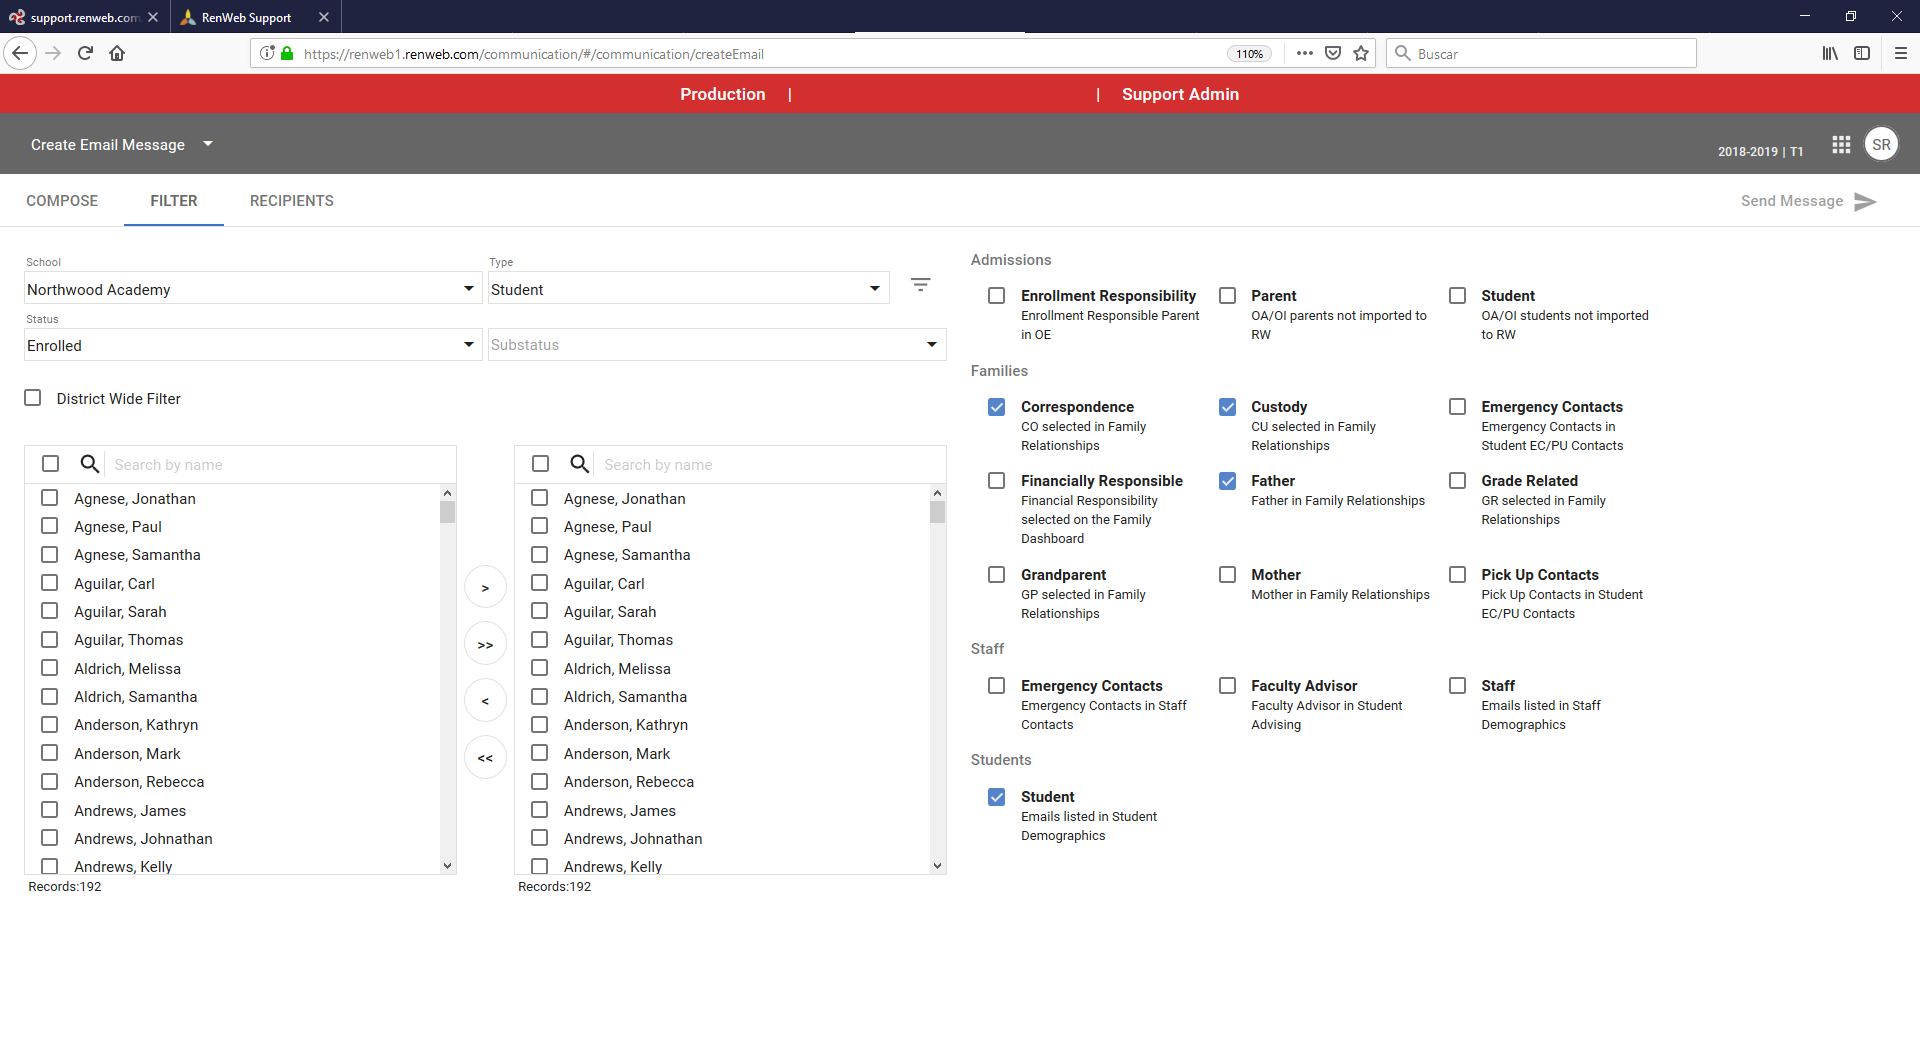 support.renweb.com
RenWeb Support
https://renweb1.renweb.com/communication/#/communication/createEmail
110%
Buscar
Production | | Support Admin
Create Email Message
2018-2019 | T1
SR
COMPOSE
FILTER
RECIPIENTS
Send Message
School
Northwood Academy
Type
Student
Status
Enrolled
Substatus
District Wide Filter
Search by name
Agnese, Jonathan
Agnese, Paul
Agnese, Samantha
Aguilar, Carl
Aguilar, Sarah
Aguilar, Thomas
Aldrich, Melissa
Aldrich, Samantha
Anderson, Kathryn
Anderson, Mark
Anderson, Rebecca
Andrews, James
Andrews, Johnathan
Andrews, Kelly
Records:192
>
>>
<
<<
Search by name
Agnese, Jonathan
Agnese, Paul
Agnese, Samantha
Aguilar, Carl
Aguilar, Sarah
Aguilar, Thomas
Aldrich, Melissa
Aldrich, Samantha
Anderson, Kathryn
Anderson, Mark
Anderson, Rebecca
Andrews, James
Andrews, Johnathan
Andrews, Kelly
Records:192
Admissions
Enrollment Responsibility
Enrollment Responsible Parent
in OE
Parent
OA/OI parents not imported to
RW
Student
OA/OI students not imported
to RW
Families
Correspondence
CO selected in Family
Relationships
Custody
CU selected in Family
Relationships
Emergency Contacts
Emergency Contacts in
Student EC/PU Contacts
Financially Responsible
Financial Responsibility
selected on the Family
Dashboard
Father
Father in Family Relationships
Grade Related
GR selected in Family
Relationships
Grandparent
GP selected in Family
Relationships
Mother
Mother in Family Relationships
Pick Up Contacts
Pick Up Contacts in Student
EC/PU Contacts
Staff
Emergency Contacts
Emergency Contacts in Staff
Contacts
Faculty Advisor
Faculty Advisor in Student
Advising
Staff
Emails listed in Staff
Demographics
Students
Student
Emails listed in Student
Demographics